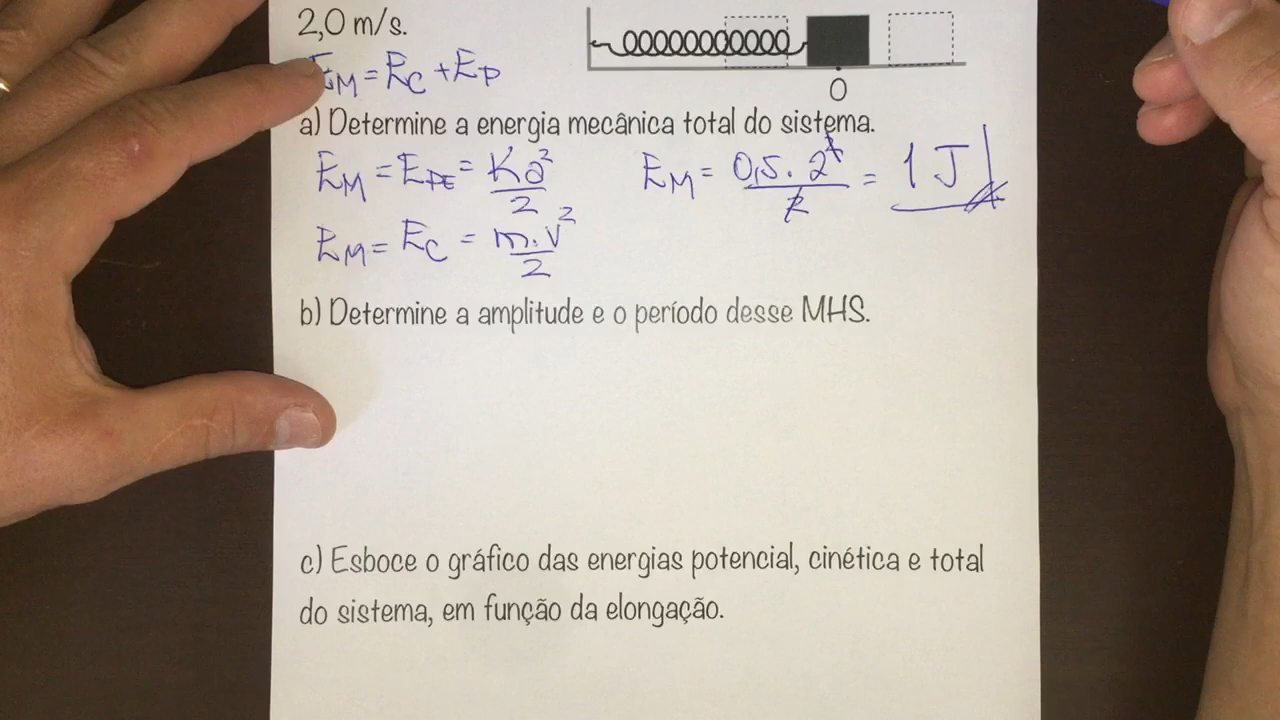 2,0 m/s.
EM = EC + EP
O
a) Determine a energia mecânica total do sistema.
EM = EPE = Ka²/2
EM = 0,5 . 2²/2 = 1 J
EM = EC = m.v²/2
b) Determine a amplitude e o período desse MHS.
c) Esboce o gráfico das energias potencial, cinética e total
do sistema, em função da elongação.